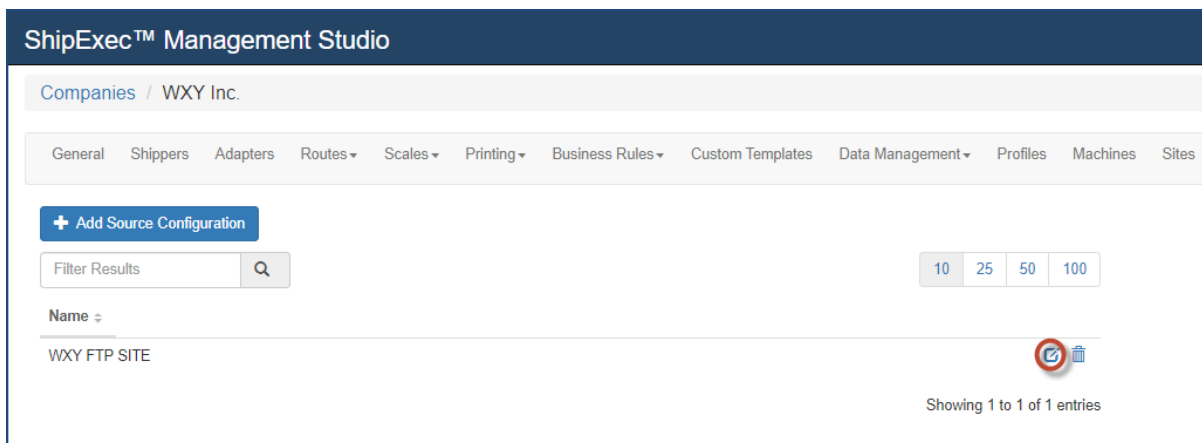 ShipExec™ Management Studio
Companies / WXY Inc.
General Shippers Adapters Routes Scales Printing Business Rules Custom Templates Data Management Profiles Machines Sites
Add Source Configuration
Filter Results 10 25 50 100
Name
WXY FTP SITE
Showing 1 to 1 of 1 entries